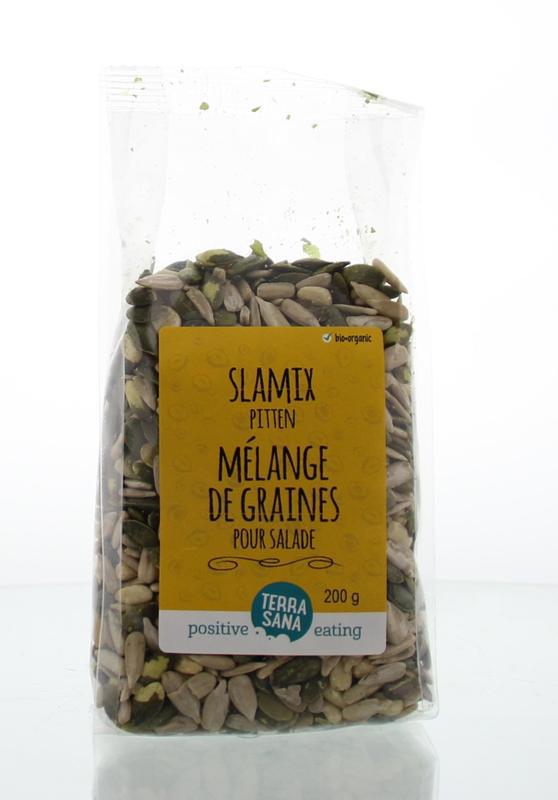 bio•organic
SLAMIX
PITTEN
MÉLANGE
DE GRAINES
POUR SALADE
200 g
TERRA
SANA
positive eating